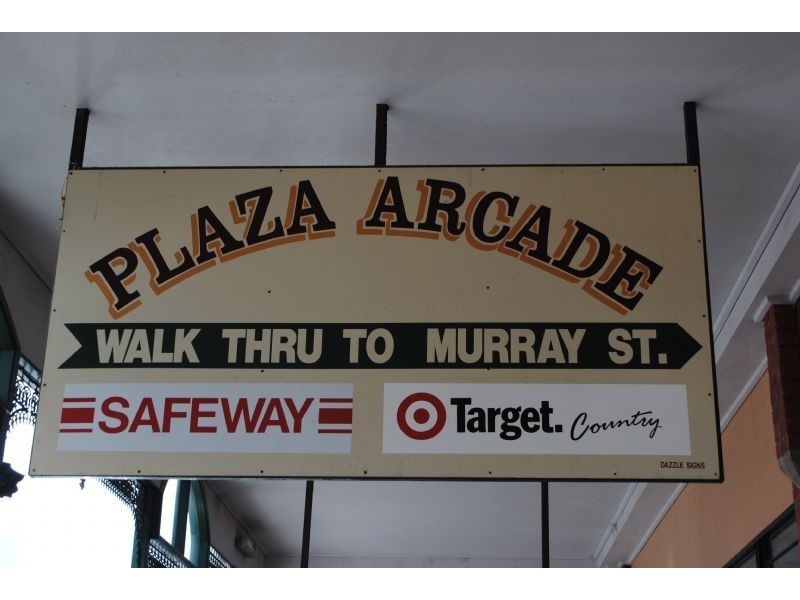 PLAZA ARCADE
WALK THRU TO MURRAY ST.
SAFEWAY
Target. Country
DAZZLE SIGNS